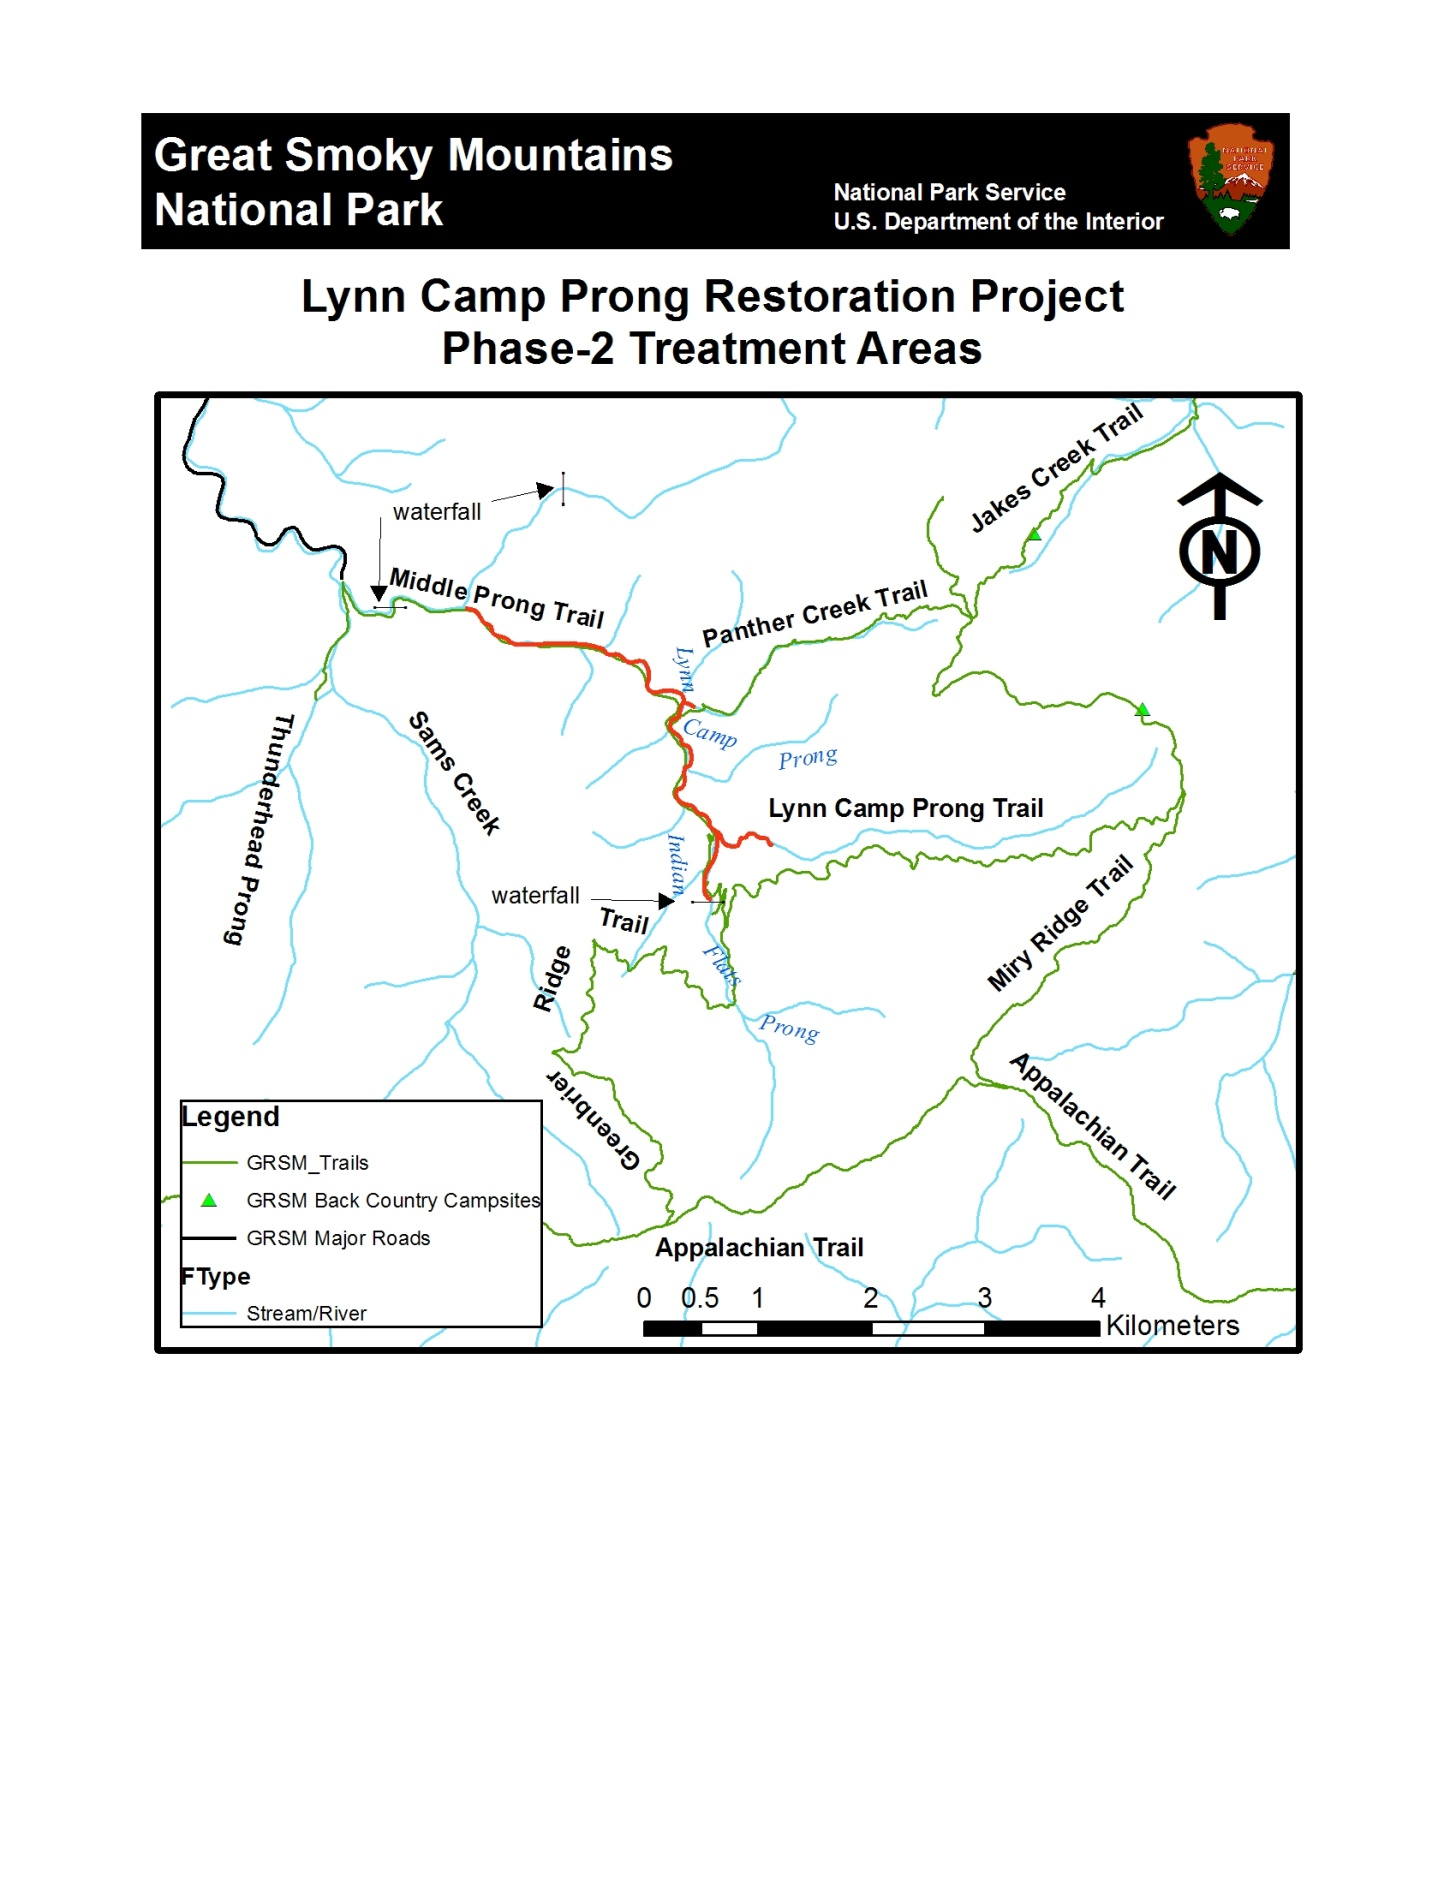 Great Smoky Mountains
National Park
National Park Service
U.S. Department of the Interior
NATIONAL
PARK
SERVICE
Lynn Camp Prong Restoration Project
Phase-2 Treatment Areas
Jakes Creek Trail
waterfall
N
Middle Prong Trail
Panther Creek Trail
Lynn
Camp
Prong
Thunderhead Prong
Sams Creek
Lynn Camp Prong Trail
Indian
waterfall
Trail
Miry Ridge Trail
Ridge
Flats
Prong
Greenbrier
Appalachian Trail
Legend
GRSM_Trails
GRSM Back Country Campsites
GRSM Major Roads
FType
Stream/River
Appalachian Trail
0 0.5 1 2 3 4
Kilometers